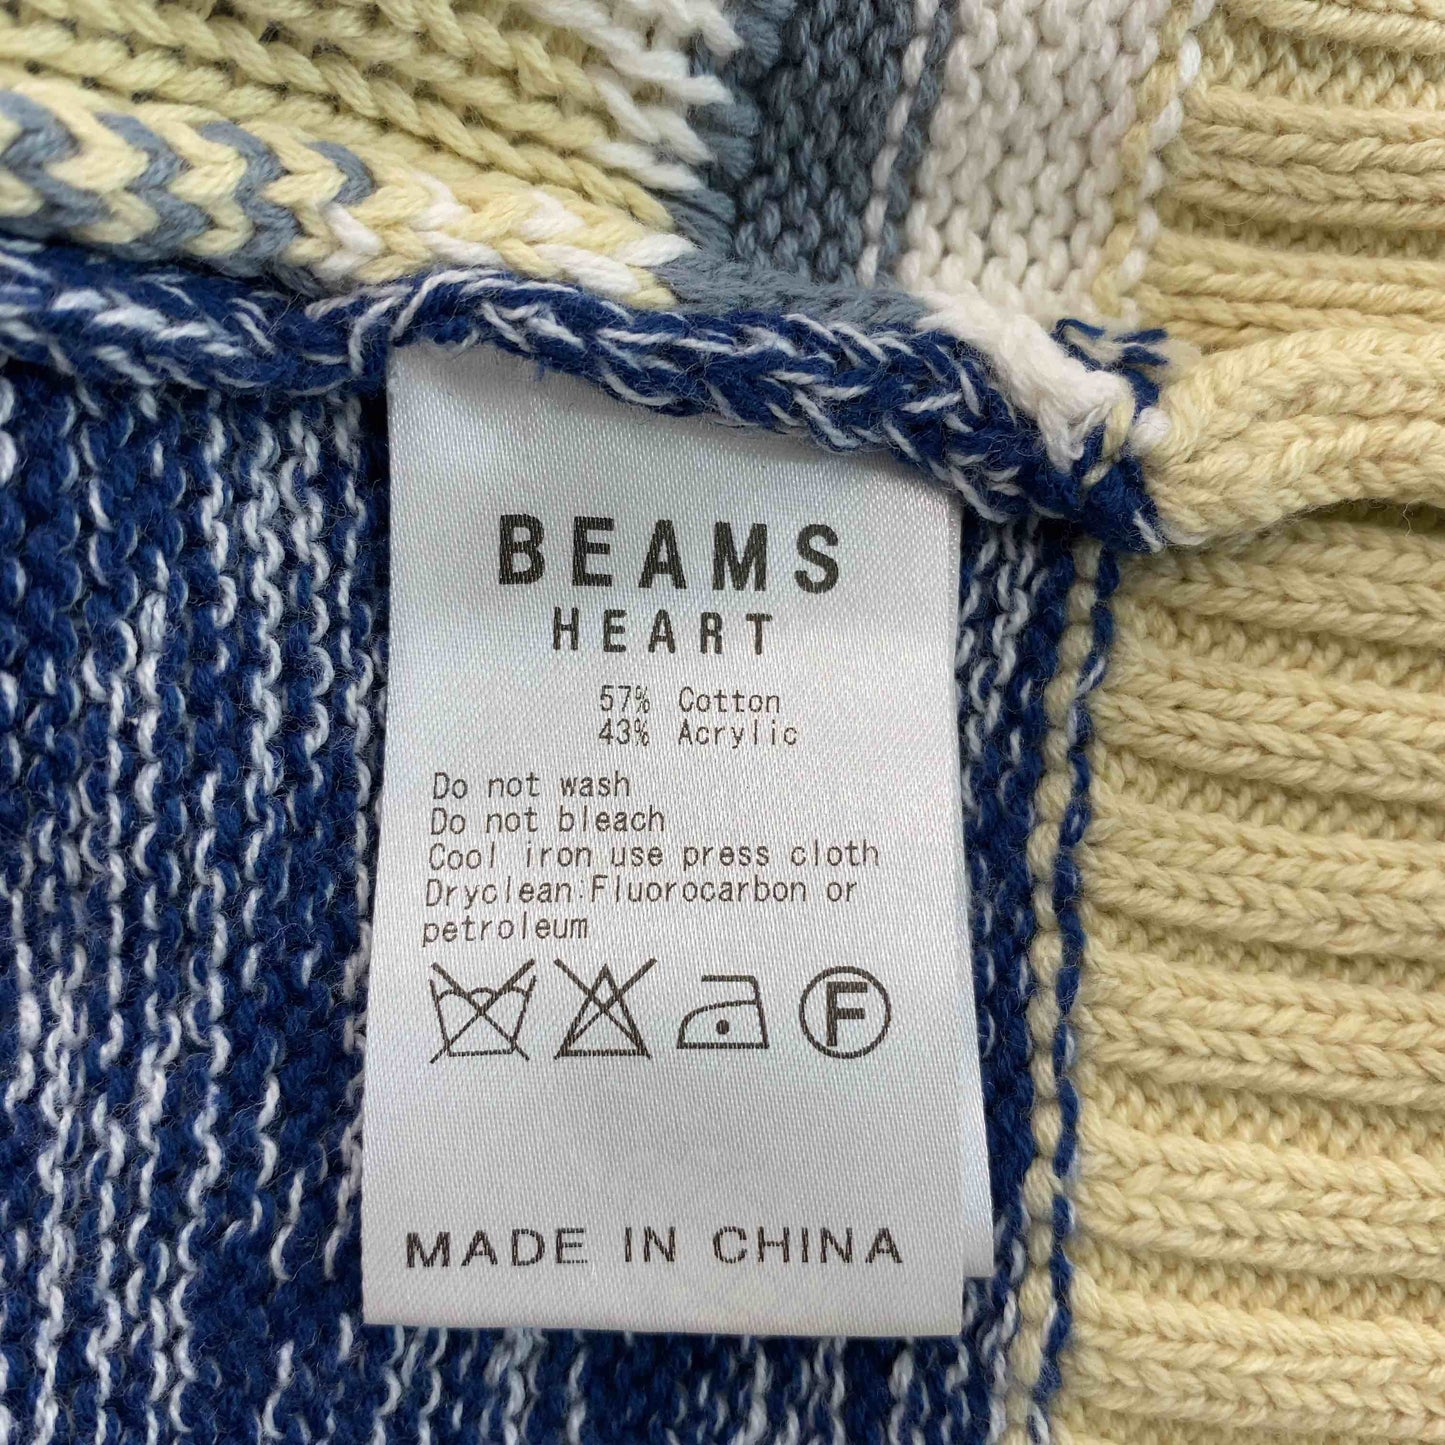 BEAMS
HEART
57% Cotton
43% Acrylic
Do not wash
Do not bleach
Cool iron use press cloth
Dryclean:Fluorocarbon or
petroleum
F
MADE IN CHINA